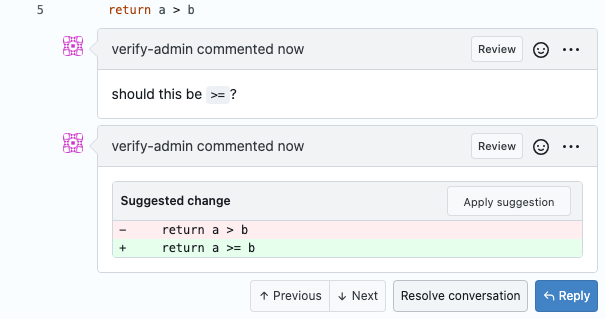 5 return a > b
verify-admin commented now Review
should this be >= ?
verify-admin commented now Review
Suggested change Apply suggestion
- return a > b
+ return a >= b
Previous Next Resolve conversation Reply